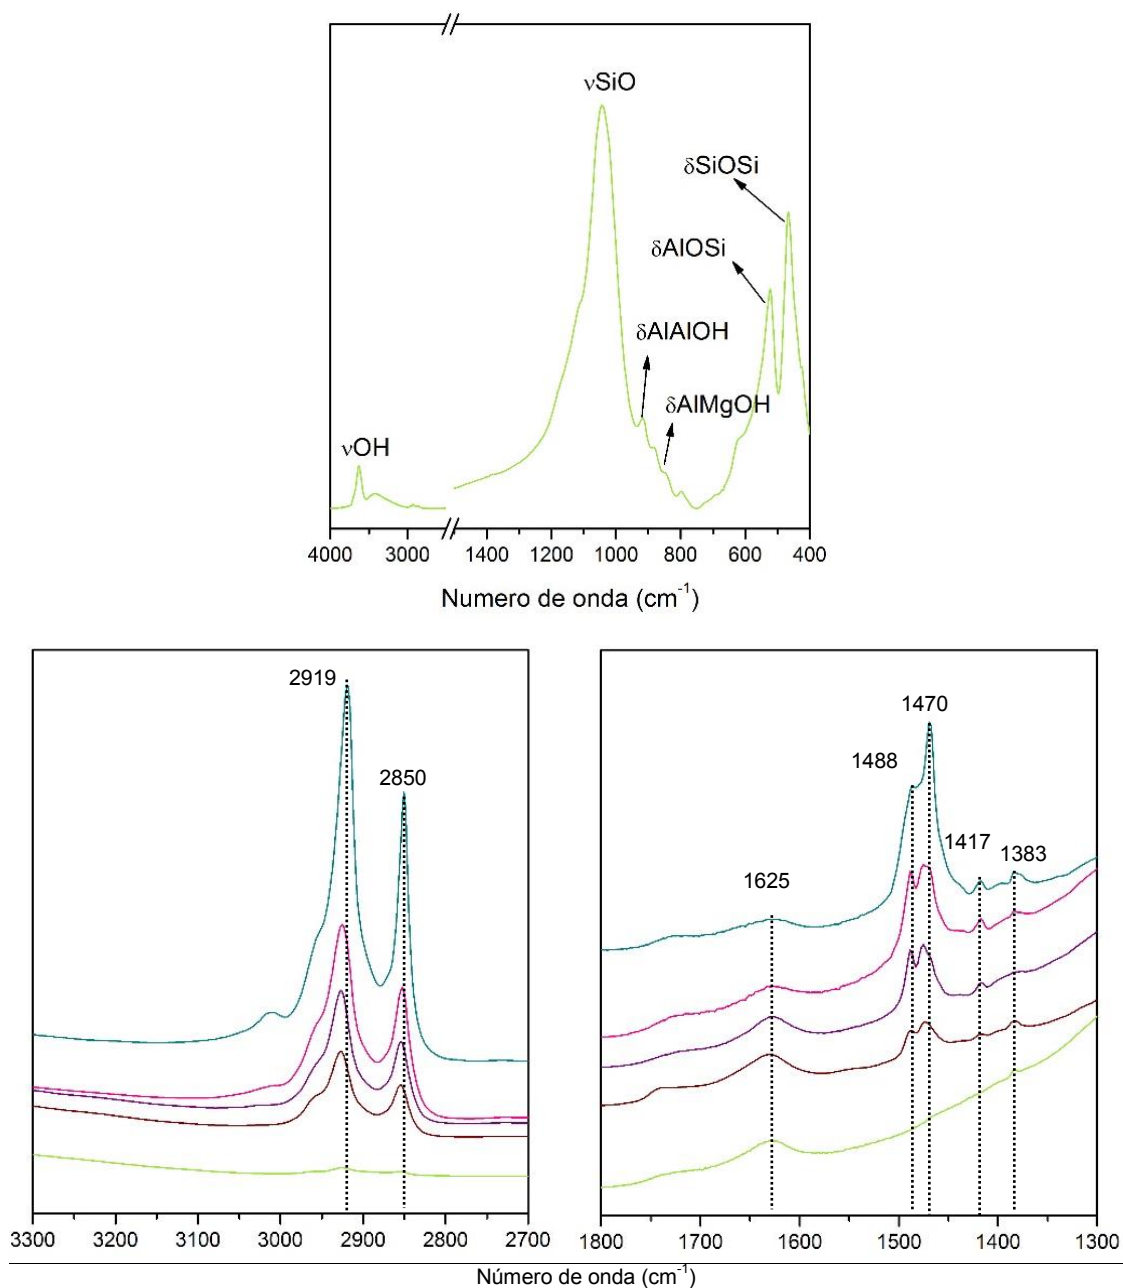 νSiO
δSiOSi
δAlOSi
δAlAlOH
δAlMgOH
νOH
4000 3000 1400 1200 1000 800 600 400
Numero de onda (cm⁻¹)
2919
2850
3300 3200 3100 3000 2900 2800 2700
1470
1488
1417
1383
1625
1800 1700 1600 1500 1400 1300
Número de onda (cm⁻¹)